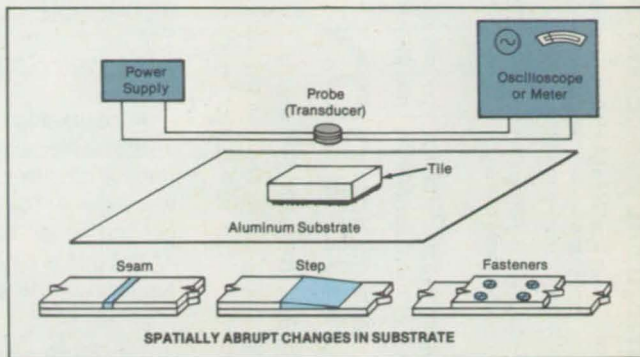 Power
Supply
Probe
(Transducer)
Oscilloscope
or Meter
Tile
Aluminum Substrate
Seam
Step
Fasteners
SPATIALLY ABRUPT CHANGES IN SUBSTRATE